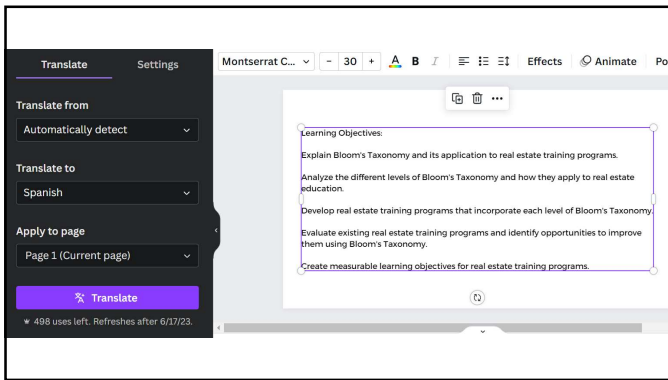 Translate Settings
Montserrat C... - 30 + A B I Effects Animate Po
Translate from
Automatically detect
Translate to
Spanish
Apply to page
Page 1 (Current page)
Translate
498 uses left. Refreshes after 6/17/23.
Learning Objectives:
Explain Bloom's Taxonomy and its application to real estate training programs.
Analyze the different levels of Bloom's Taxonomy and how they apply to real estate
education.
Develop real estate training programs that incorporate each level of Bloom's Taxonomy.
Evaluate existing real estate training programs and identify opportunities to improve
them using Bloom's Taxonomy.
Create measurable learning objectives for real estate training programs.